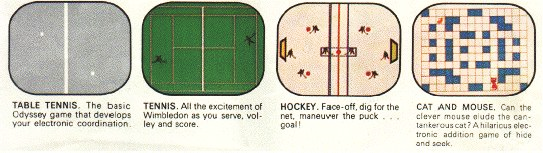 TABLE TENNIS. The basic
Odyssey game that develops
your electronic coordination.
TENNIS. All the excitement of
Wimbledon as you serve, vol-
ley and score.
HOCKEY. Face-off, dig for the
net, maneuver the puck . . .
goal!
CAT AND MOUSE. Can the
clever mouse elude the can-
tankerous cat? A hilarious elec-
tronic addition game of hice
and seek.